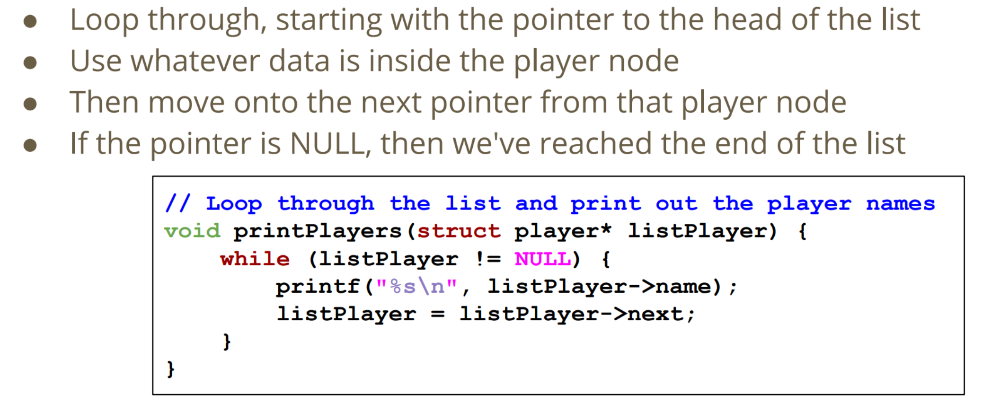 ● Loop through, starting with the pointer to the head of the list
● Use whatever data is inside the player node
● Then move onto the next pointer from that player node
● If the pointer is NULL, then we've reached the end of the list
// Loop through the list and print out the player names
void printPlayers(struct player* listPlayer) {
    while (listPlayer != NULL) {
        printf("%s\n", listPlayer->name);
        listPlayer = listPlayer->next;
    }
}